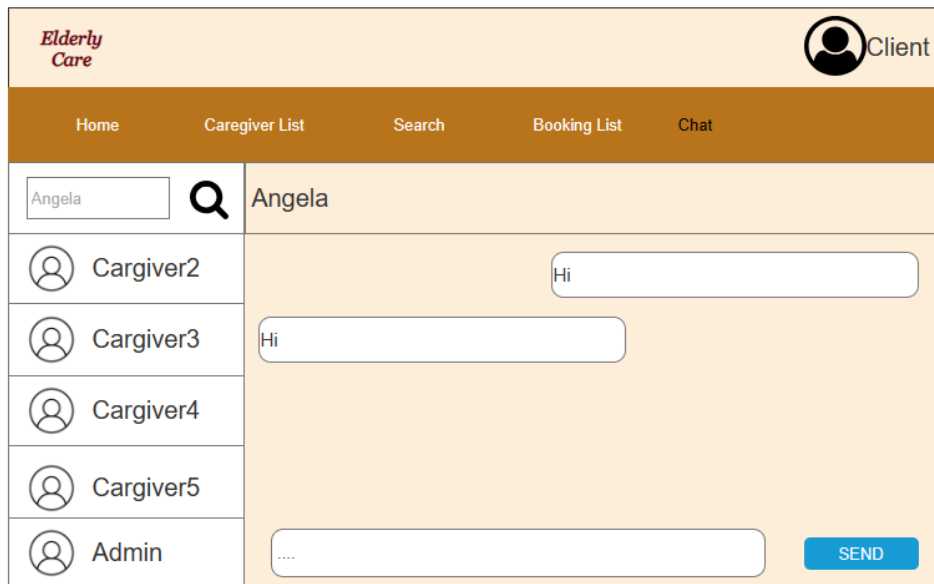 Elderly
Care
Client
Home Caregiver List Search Booking List Chat
Angela
Angela
Cargiver2
Hi
Cargiver3
Hi
Cargiver4
Cargiver5
Admin
....
SEND